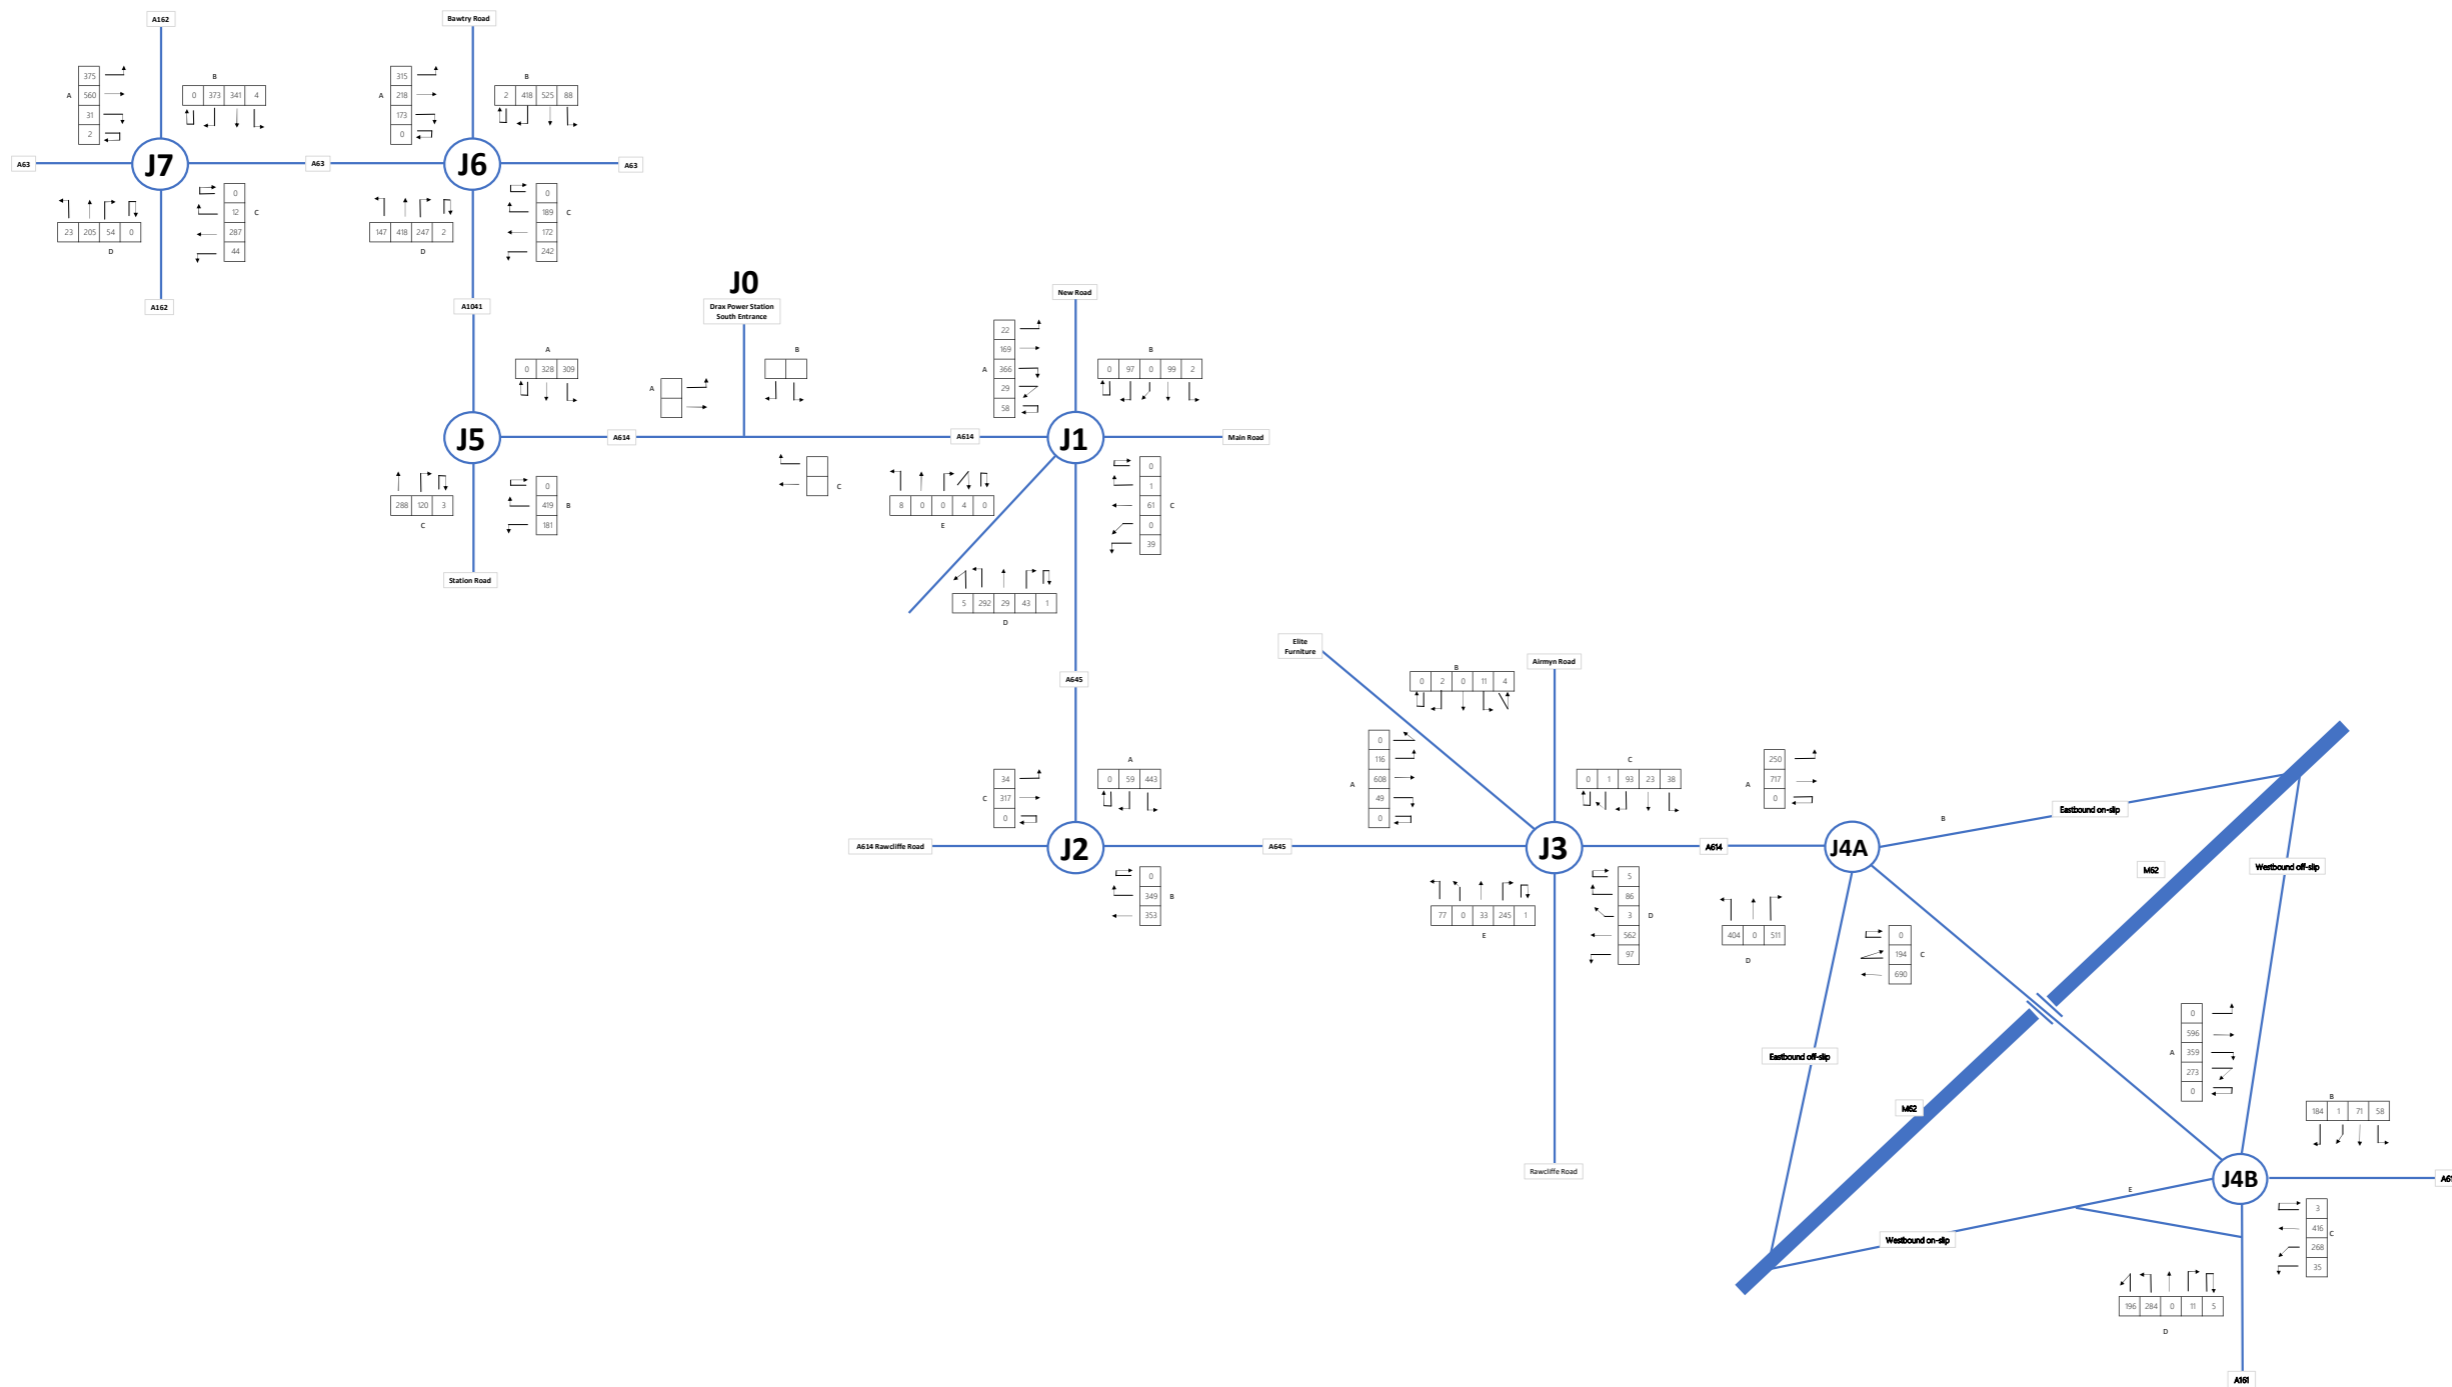 A162
Bawtry Road
375
560
31
2
A
B
0 373 341 4
315
218
173
0
A
B
2 418 525 88
A63
J7
A63
J6
A63
23 205 54 0
D
0
12
287
44
C
147 418 247 2
D
0
189
172
242
C
A162
A1041
J0
Drax Power Station
South Entrance
New Road
A
0 328 309
A
B
22
169
366
29
58
A
B
0 97 0 99 2
J5
A614
A614
J1
Main Road
288 120 3
C
0
419
181
B
C
8 0 0 4 0
E
0
1
61
0
39
C
Station Road
5 292 29 43 1
D
Elite
Furniture
Airmyn Road
A645
B
0 2 0 11 4
0
116
608
49
0
A
34
317
0
C
A
0 59 443
C
0 1 93 23 38
250
717
0
A
A614 Rawcliffe Road
J2
A645
J3
A614
J4A
B
Eastbound on-slip
Westbound off-slip
M62
0
349
353
B
77 0 33 245 1
E
5
86
3
562
97
D
404 0 511
D
0
194
690
C
Eastbound off-slip
M62
0
596
359
273
0
A
B
184 1 71 58
Rawcliffe Road
J4B
E
Westbound on-slip
3
416
268
35
C
196 284 0 11 5
D
A161